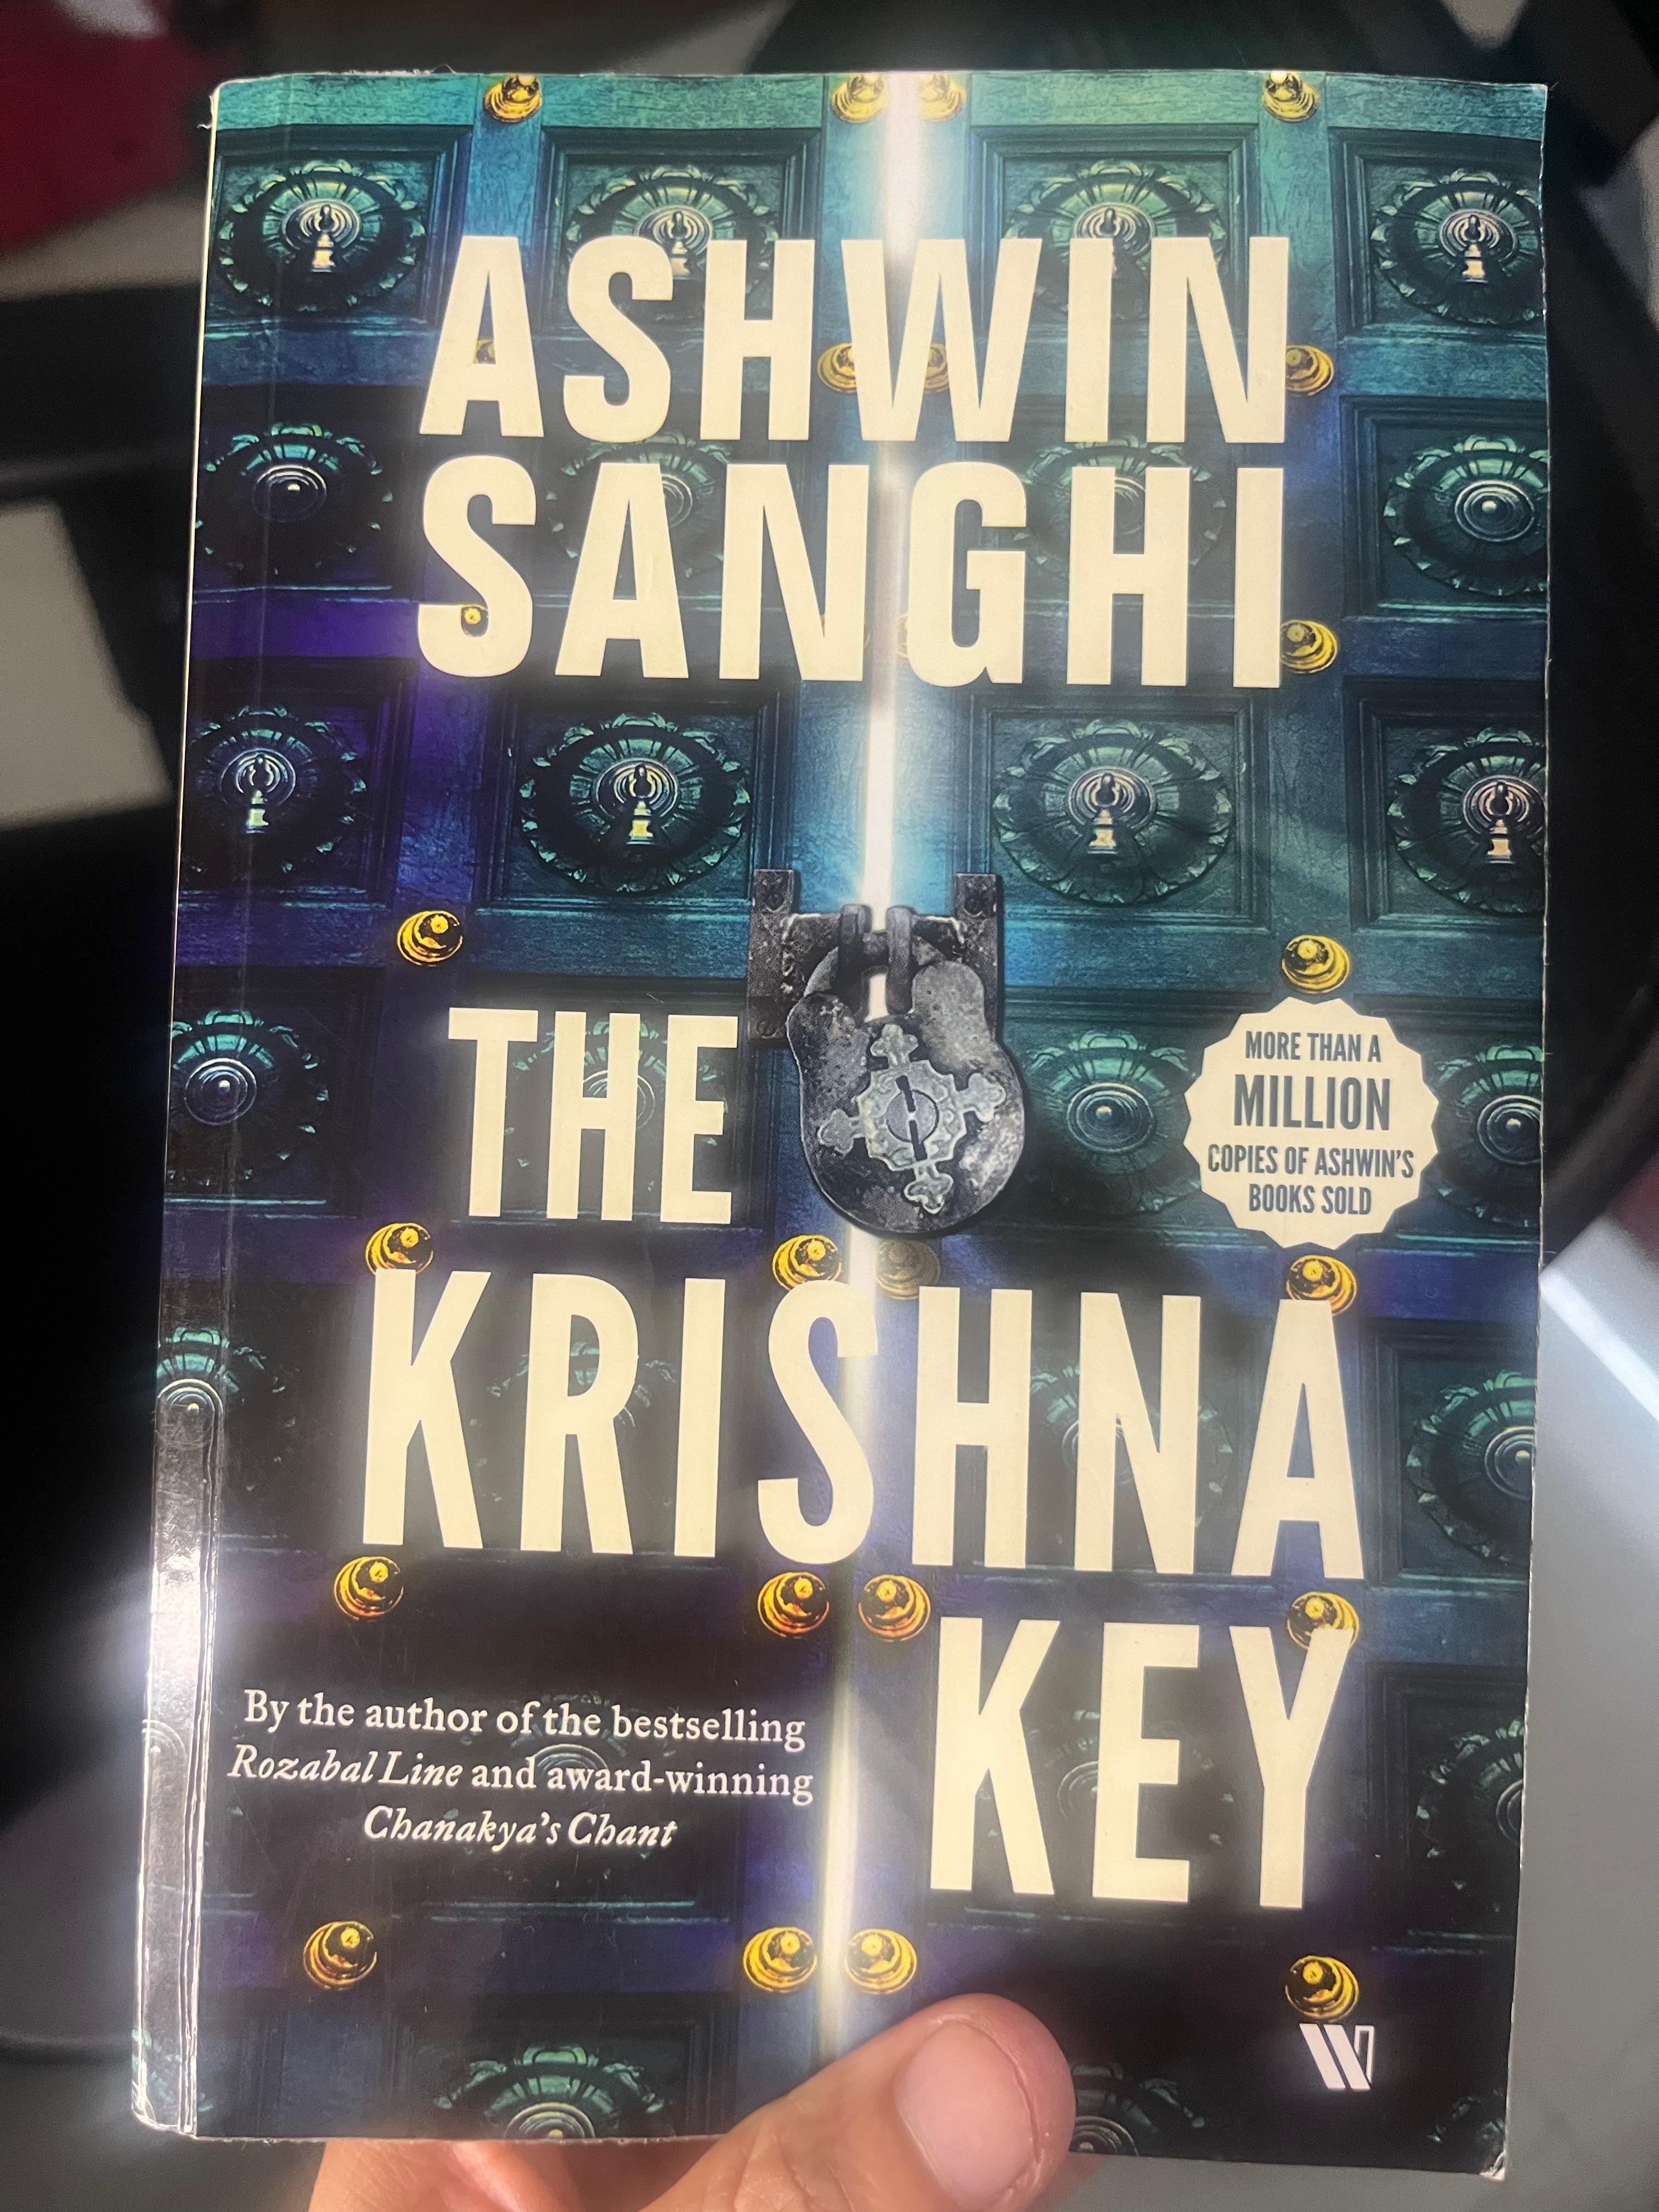 ASHWIN
SANGHI
THE
KRISHNA
KEY
MORE THAN A
MILLION
COPIES OF ASHWIN'S
BOOKS SOLD
By the author of the bestselling
Rozabal Line and award-winning
Chanakya's Chant
W